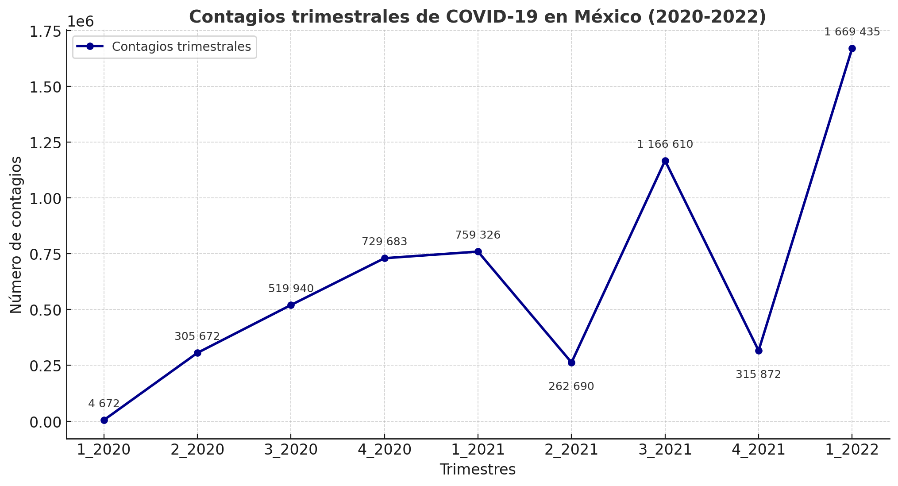 Contagios trimestrales de COVID-19 en México (2020-2022)
1e6
1.75
1.50
1.25
1.00
0.75
0.50
0.25
0.00
Número de contagios
Contagios trimestrales
4 672
305 672
519 940
729 683
759 326
262 690
1 166 610
315 872
1 669 435
1_2020 2_2020 3_2020 4_2020 1_2021 2_2021 3_2021 4_2021 1_2022
Trimestres